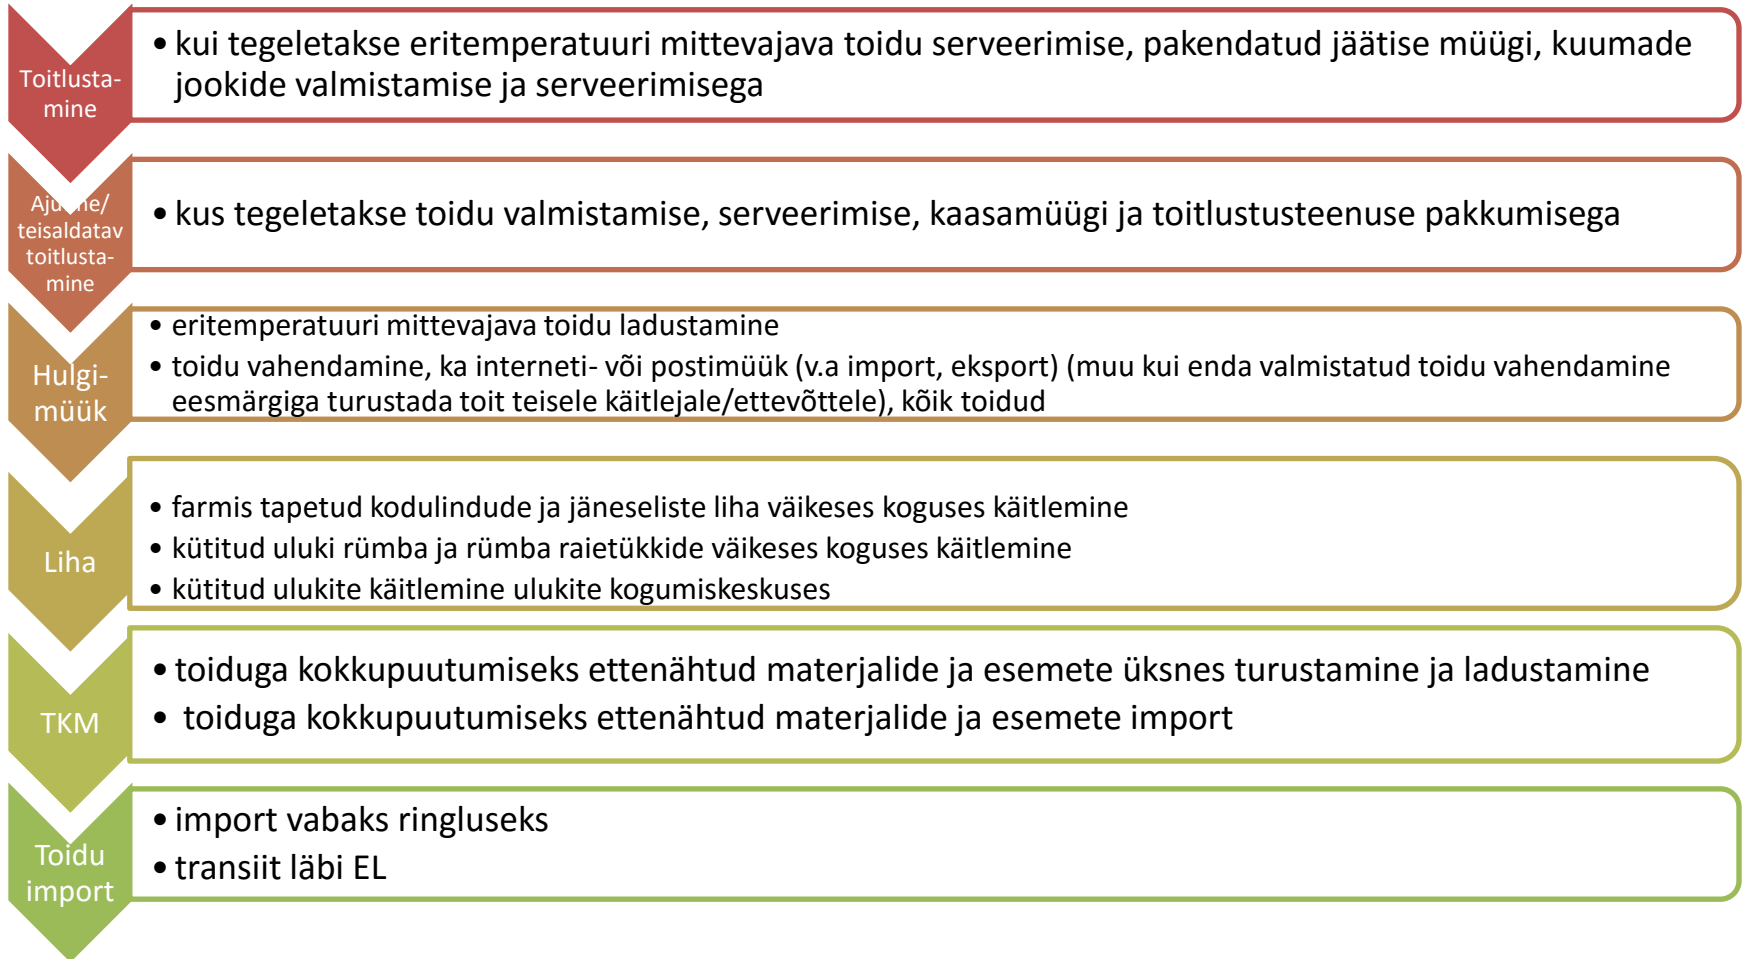 Toitlusta-
mine
• kui tegeletakse eritemperatuuri mittevajava toidu serveerimise, pakendatud jäätise müügi, kuumade
jookide valmistamise ja serveerimisega
teisaldatav
toitlusta-
mine
• kus tegeletakse toidu valmistamise, serveerimise, kaasamüügi ja toitlustusteenuse pakkumisega
Hulgi-
müük
• eritemperatuuri mittevajava toidu ladustamine
• toidu vahendamine, ka interneti- või postimüük (v.a import, eksport) (muu kui enda valmistatud toidu vahendamine
eesmärgiga turustada toit teisele käitlejale/ettevõttele), kõik toidud
Liha
• farmis tapetud kodulindude ja jäneseliste liha väikeses koguses käitlemine
• kütitud uluki rümba ja rümba raietükkide väikeses koguses käitlemine
• kütitud ulukite käitlemine ulukite kogumiskeskuses
TKM
• toiduga kokkupuutumiseks ettenähtud materjalide ja esemete üksnes turustamine ja ladustamine
• toiduga kokkupuutumiseks ettenähtud materjalide ja esemete import
Toidu
import
• import vabaks ringluseks
• transiit läbi EL